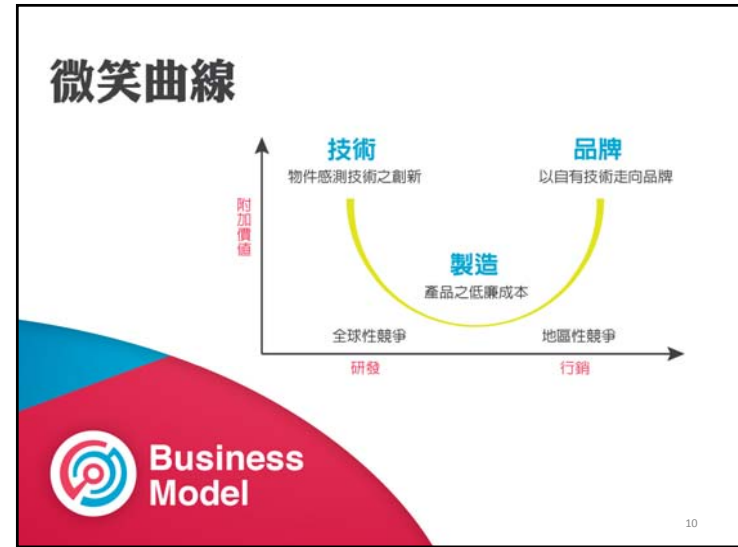 微笑曲線
技術
物件感測技術之創新
品牌
以自有技術走向品牌
附加價值
製造
產品之低廉成本
全球性競爭
地區性競爭
研發
行銷
Business
Model
10